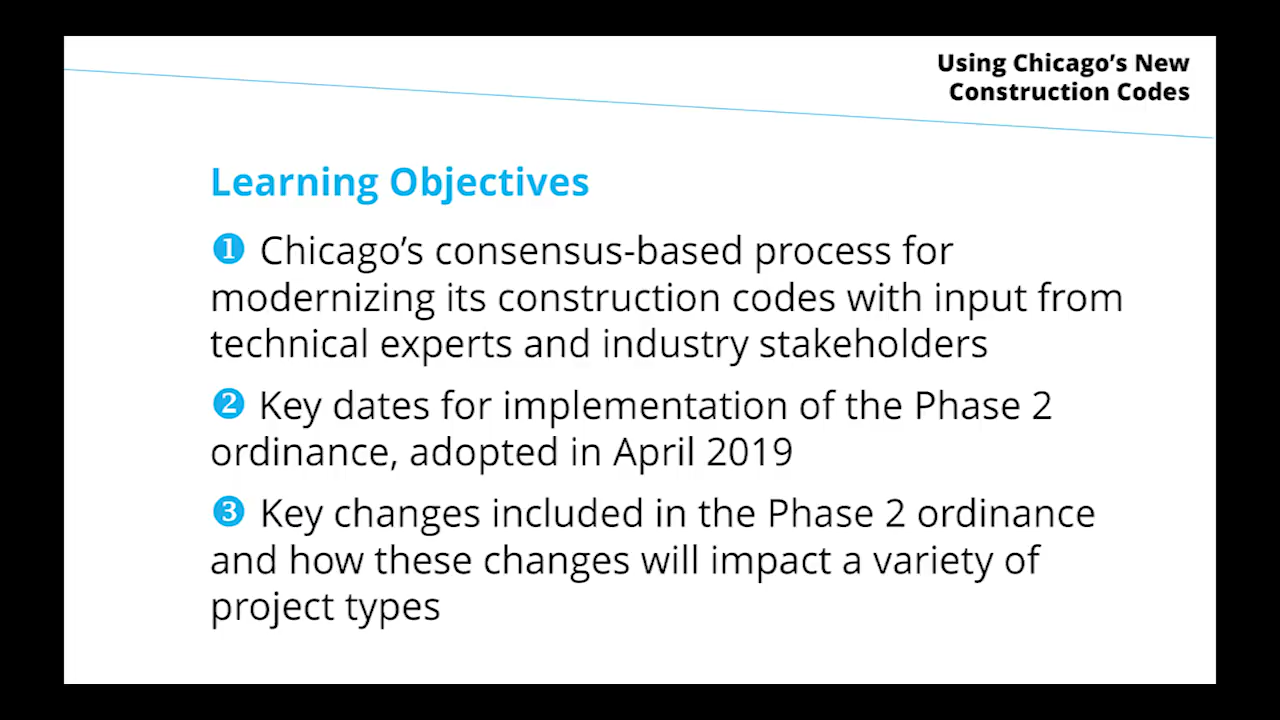 Using Chicago’s New
Construction Codes
Learning Objectives
❶ Chicago’s consensus-based process for
modernizing its construction codes with input from
technical experts and industry stakeholders
❷ Key dates for implementation of the Phase 2
ordinance, adopted in April 2019
❸ Key changes included in the Phase 2 ordinance
and how these changes will impact a variety of
project types